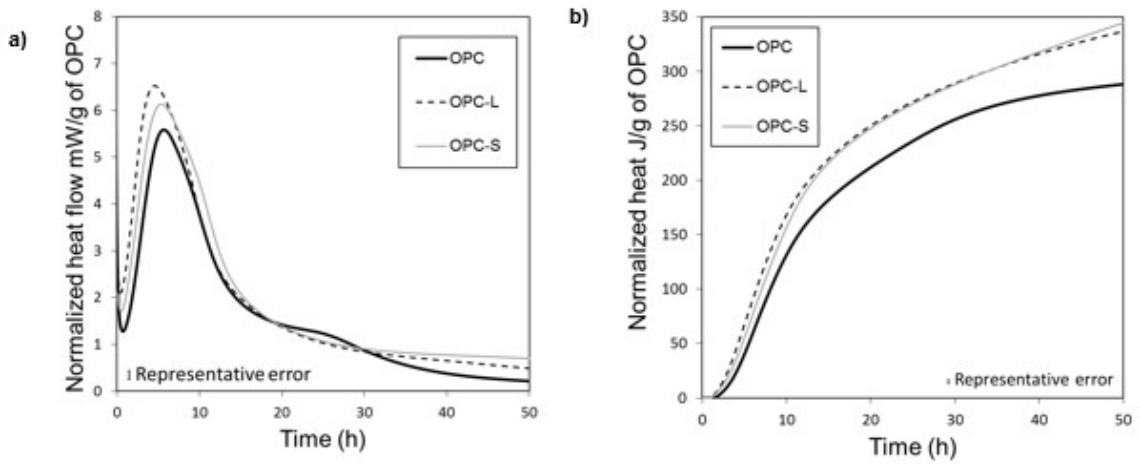 a)
Normalized heat flow mW/g of OPC
8
7
6
5
4
3
2
1
0
OPC
OPC-L
OPC-S
I Representative error
0 10 20 30 40 50
Time (h)
b)
Normalized heat J/g of OPC
350
300
250
200
150
100
50
0
OPC
OPC-L
OPC-S
I Representative error
0 10 20 30 40 50
Time (h)